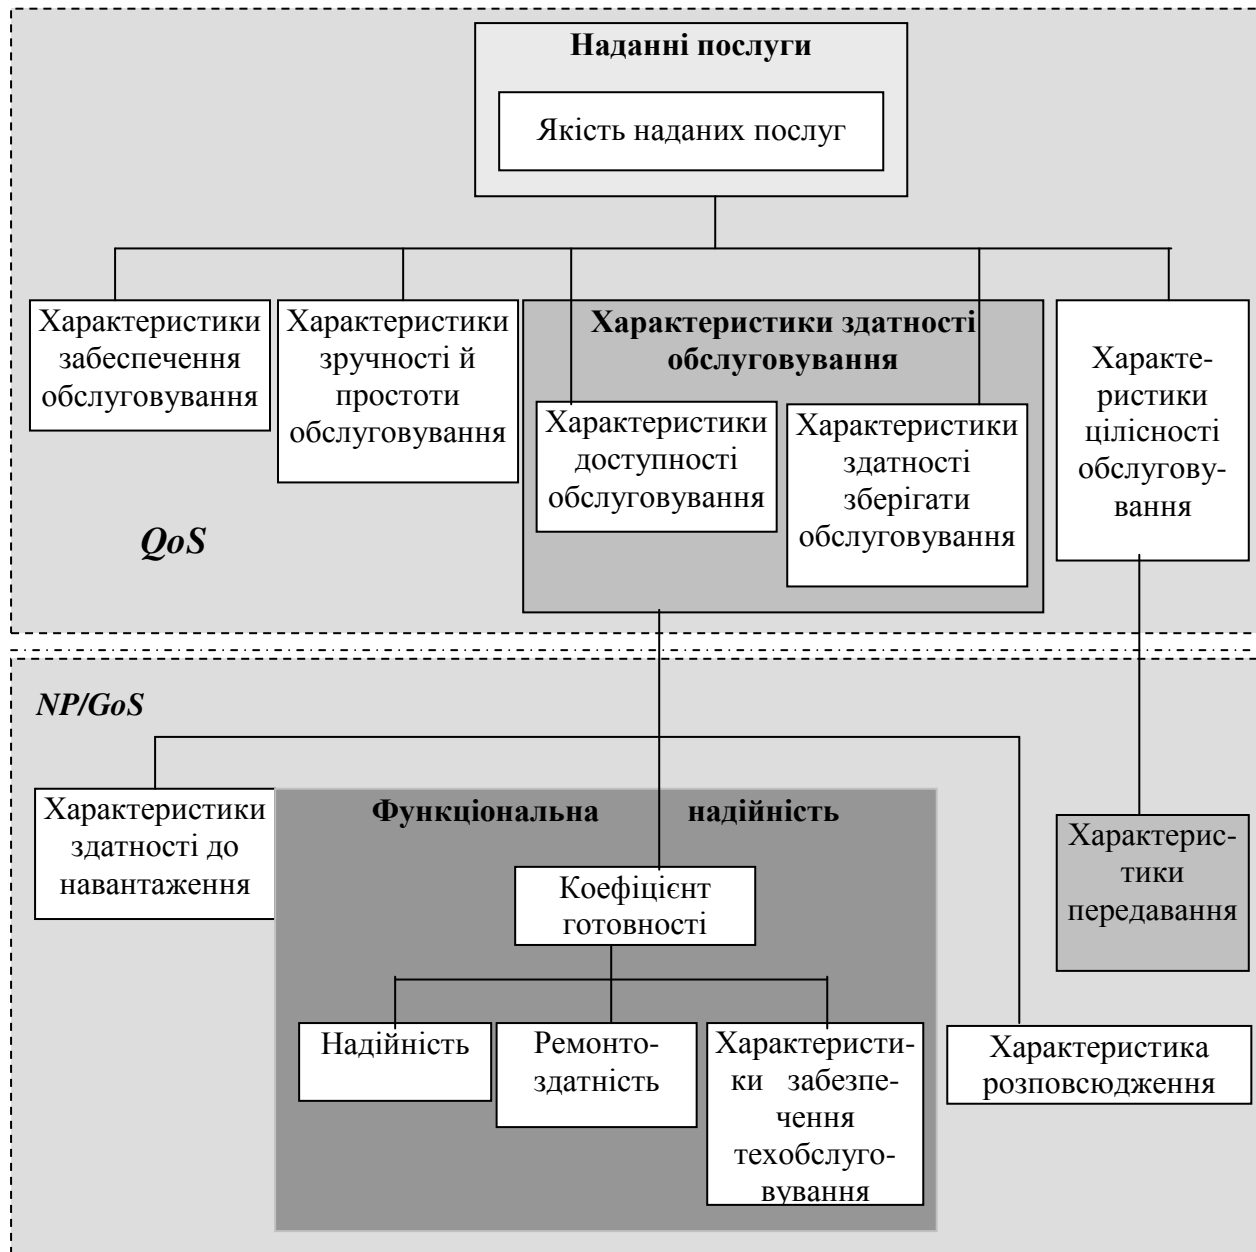 Наданні послуги
Якість наданих послуг
Характеристики
забеспечення
обслуговування
Характеристики
зручності й
простоти
обслуговування
Характеристики здатності
обслуговування
Характеристики
доступності
обслуговування
Характеристики
здатності
зберігати
обслуговування
Характе-
ристики
цілісності
обслугову-
вання
QoS
NP/GoS
Характеристики
здатності до
навантаження
Функціональна надійність
Коефіцієнт
готовності
Надійність
Ремонто-
здатність
Характеристи-
ки забезпе-
чення
техобслуго-
вування
Характерис-
тики
передавання
Характеристика
розповсюдження